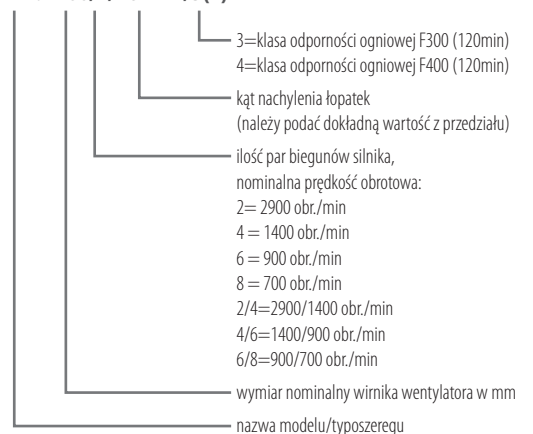 3=klasa odporności ogniowej F300 (120min)
4=klasa odporności ogniowej F400 (120min)
kąt nachylenia łopatek
(należy podać dokładną wartość z przedziału)
ilość par biegunów silnika,
nominalna prędkość obrotowa:
2= 2900 obr./min
4 = 1400 obr./min
6 = 900 obr./min
8 = 700 obr./min
2/4=2900/1400 obr./min
4/6=1400/900 obr./min
6/8=900/700 obr./min
wymiar nominalny wirnika wentylatora w mm
nazwa modelu/typoszeregu